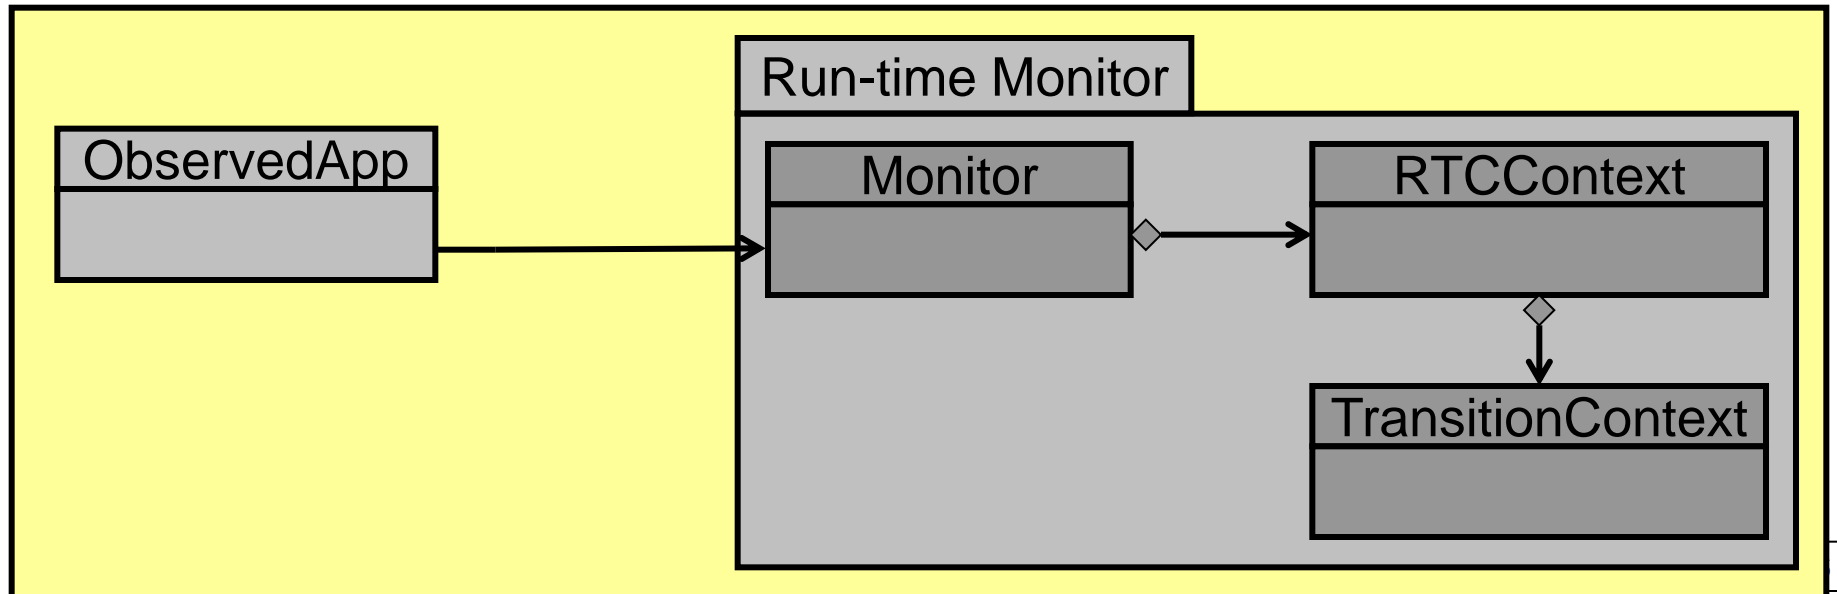 Run-time Monitor
ObservedApp
Monitor
RTCContext
TransitionContext